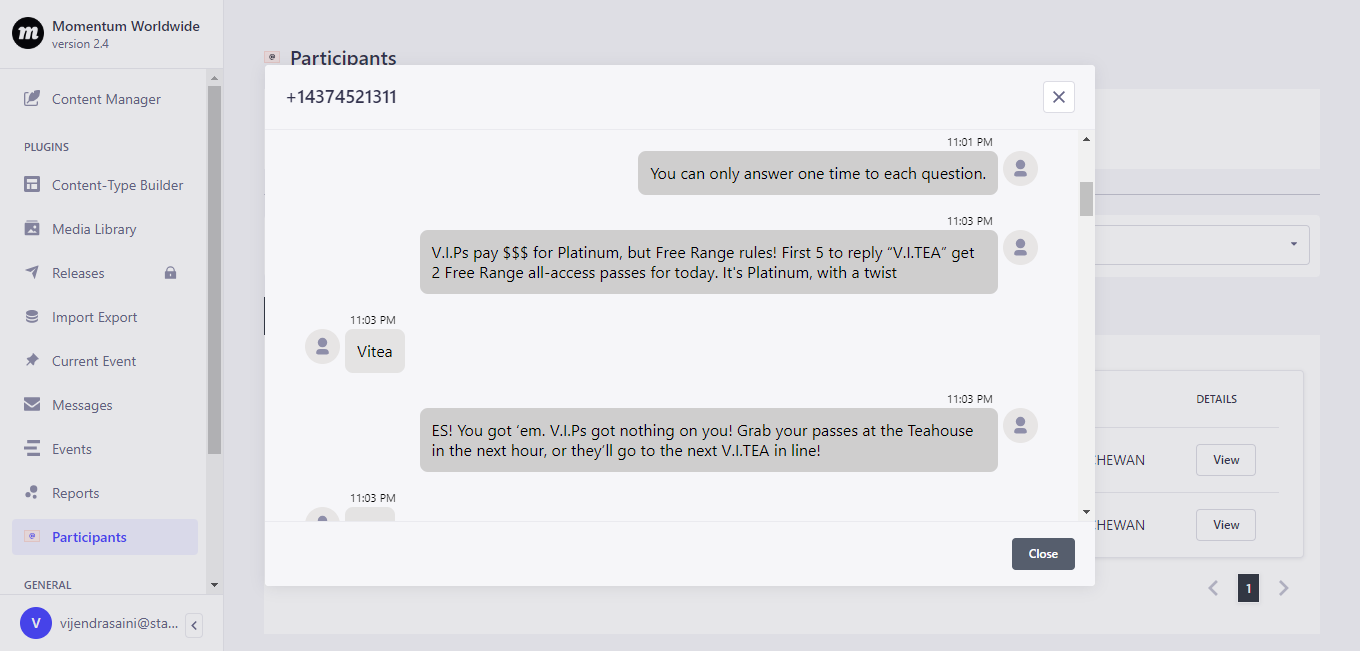 Momentum Worldwide
version 2.4
Content Manager
PLUGINS
Content-Type Builder
Media Library
Releases
Import Export
Current Event
Messages
Events
Reports
Participants
GENERAL
V
vijendrasaini@sta...
Participants
+14374521311
11:01 PM
You can only answer one time to each question.
11:03 PM
V.I.Ps pay $$$ for Platinum, but Free Range rules! First 5 to reply “V.I.TEA” get
2 Free Range all-access passes for today. It's Platinum, with a twist
11:03 PM
Vitea
11:03 PM
ES! You got ‘em. V.I.Ps got nothing on you! Grab your passes at the Teahouse
in the next hour, or they’ll go to the next V.I.TEA in line!
11:03 PM
Close
DETAILS
CHEWAN
View
CHEWAN
View
1